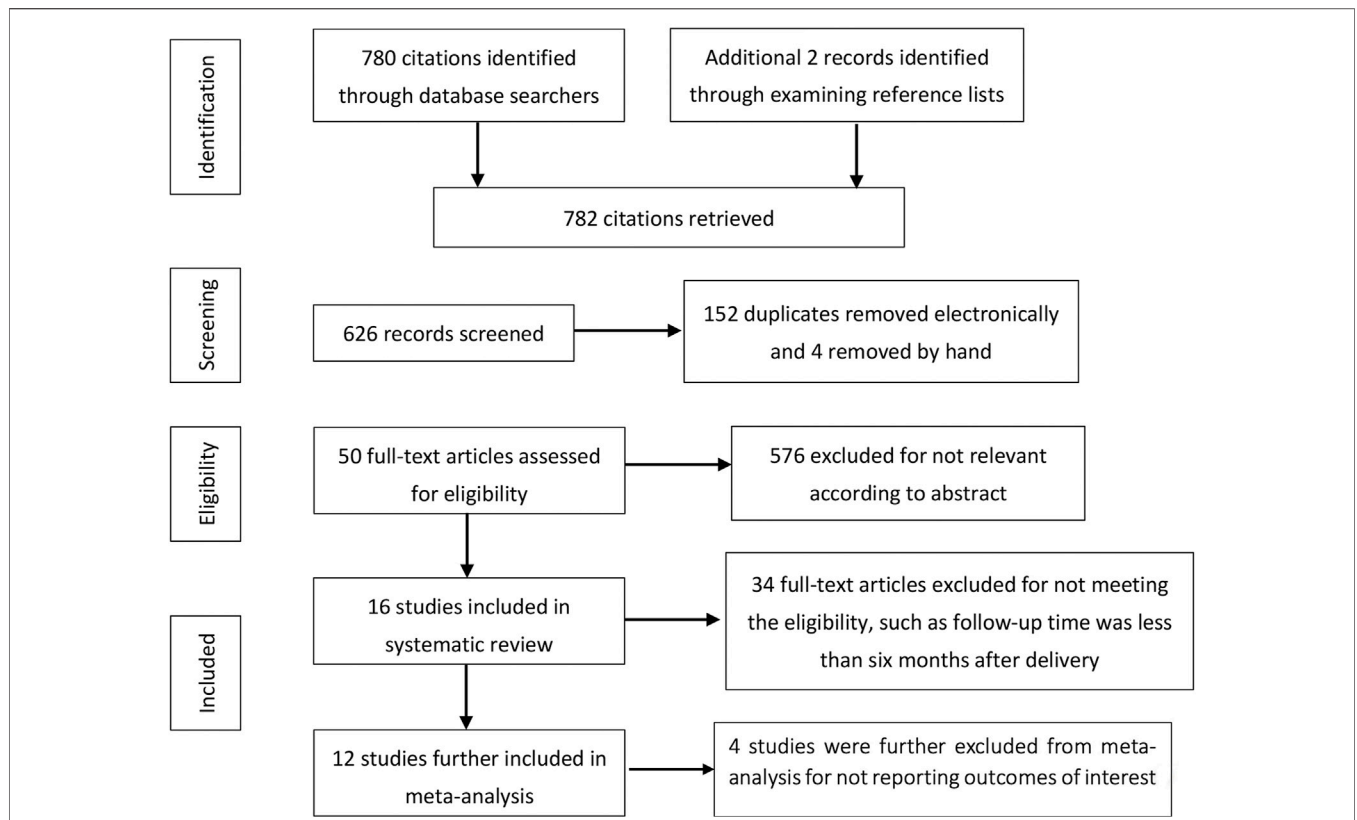 Identification
780 citations identified
through database searchers
Additional 2 records identified
through examining reference lists
782 citations retrieved
Screening
626 records screened
152 duplicates removed electronically
and 4 removed by hand
Eligibility
50 full-text articles assessed
for eligibility
576 excluded for not relevant
according to abstract
Included
16 studies included in
systematic review
34 full-text articles excluded for not meeting
the eligibility, such as follow-up time was less
than six months after delivery
12 studies further included in
meta-analysis
4 studies were further excluded from meta-
analysis for not reporting outcomes of interest